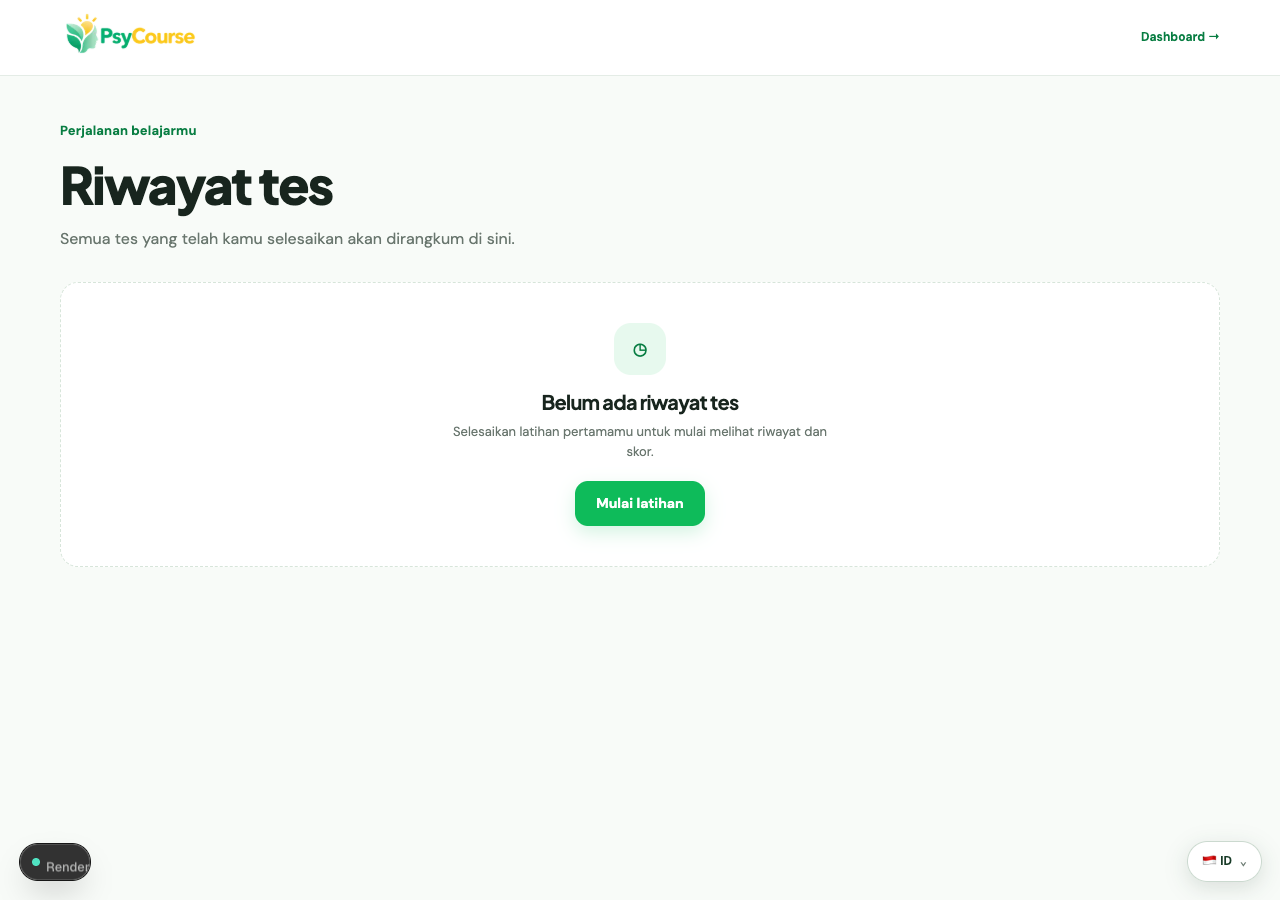 PsyCourse
Dashboard →
Perjalanan belajarmu
Riwayat tes
Semua tes yang telah kamu selesaikan akan dirangkum di sini.
Belum ada riwayat tes
Selesaikan latihan pertamamu untuk mulai melihat riwayat dan
skor.
Mulai latihan
Render
ID